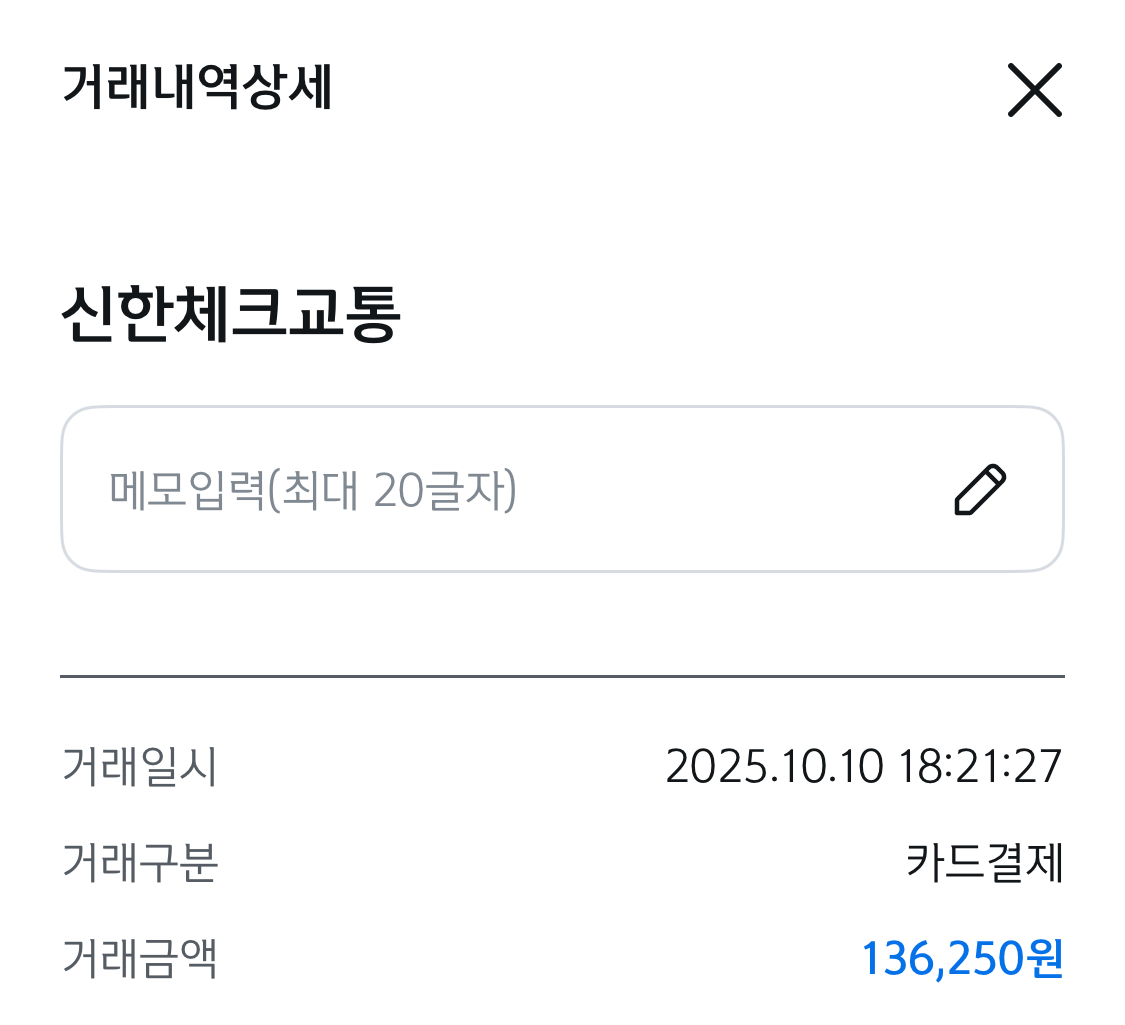 거래내역상세
신한체크교통
메모입력(최대 20글자)
거래일시 2025.10.10 18:21:27
거래구분 카드결제
거래금액 136,250원